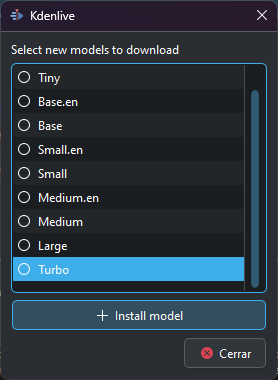 Kdenlive
Select new models to download
Tiny
Base.en
Base
Small.en
Small
Medium.en
Medium
Large
Turbo
Install model
Cerrar